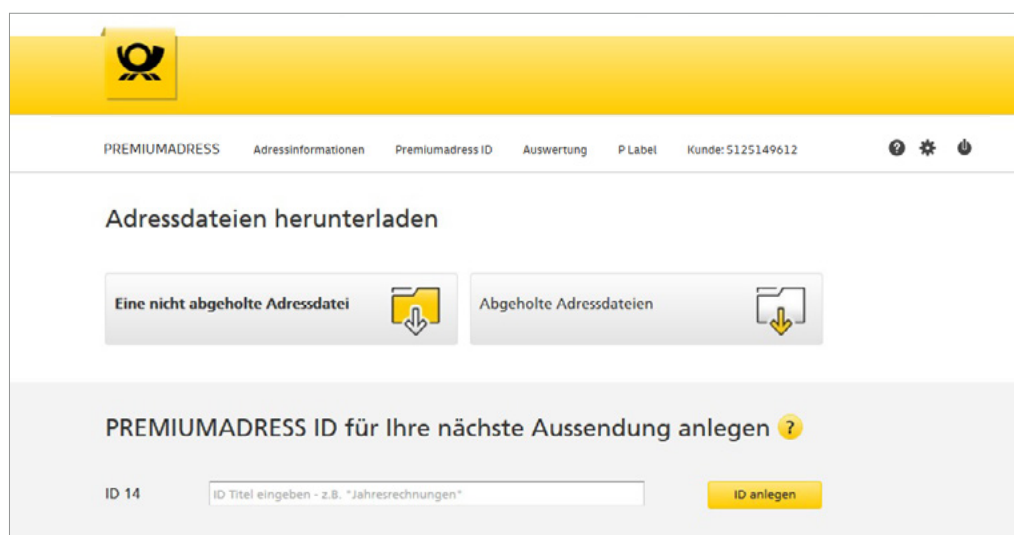 PREMIUMADRESS Adressinformationen Premiumadress ID Auswertung P Label Kunde: 5125149612 ?
Adressdateien herunterladen
Eine nicht abgeholte Adressdatei Abgeholte Adressdateien
PREMIUMADRESS ID für Ihre nächste Aussendung anlegen ?
ID 14 ID Titel eingeben - z.B. "Jahresrechnungen" ID anlegen